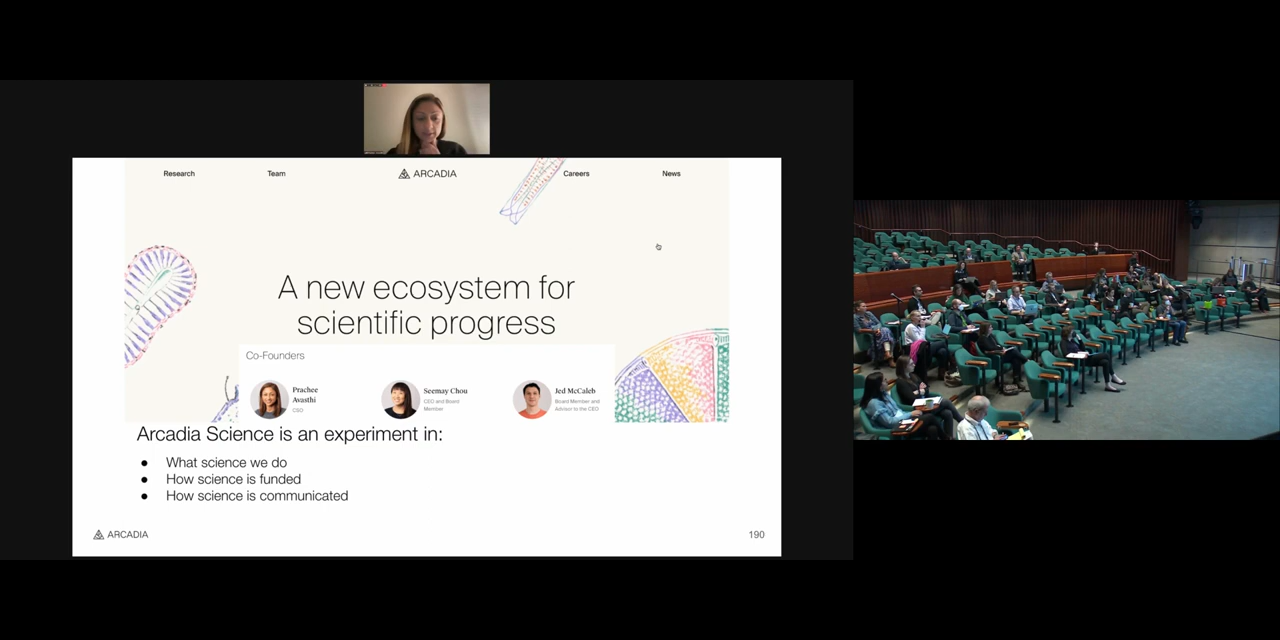 Research Team ARCADIA Careers News
A new ecosystem for
scientific progress
Co-Founders
Prachee
Avasthi
CSO
Seemay Chou
CEO and Board
Member
Jed McCaleb
Board Member and
Advisor to the CEO
Arcadia Science is an experiment in:
● What science we do
● How science is funded
● How science is communicated
ARCADIA 190